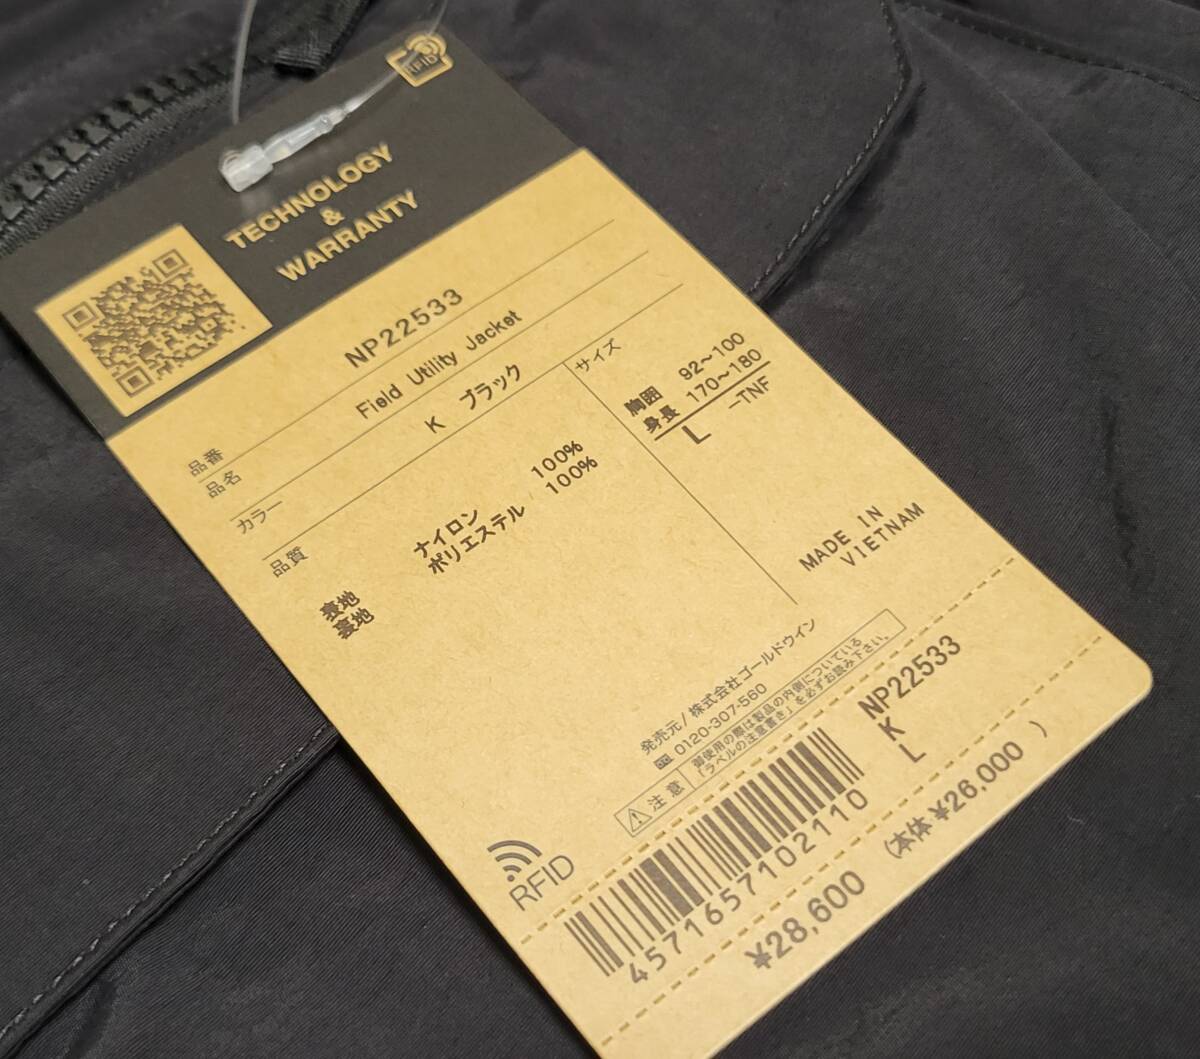 RFID
TECHNOLOGY
&
WARRANTY
品番 NP22533
品名 Field Utility Jacket
カラー K ブラック
サイズ
胸囲 92~100
身長 170~180
L -TNF
品質
表地 ナイロン 100%
裏地 ポリエステル 100%
MADE IN
VIETNAM
発売元/株式会社ゴールドウイン
0120-307-560
注意 御使用の際は製品の内側についている
「ラベルの注意書き」を必ずお読み下さい。
RFID
NP22533
K
L
4571657102110
¥28,600 (本体 ¥26,000 )